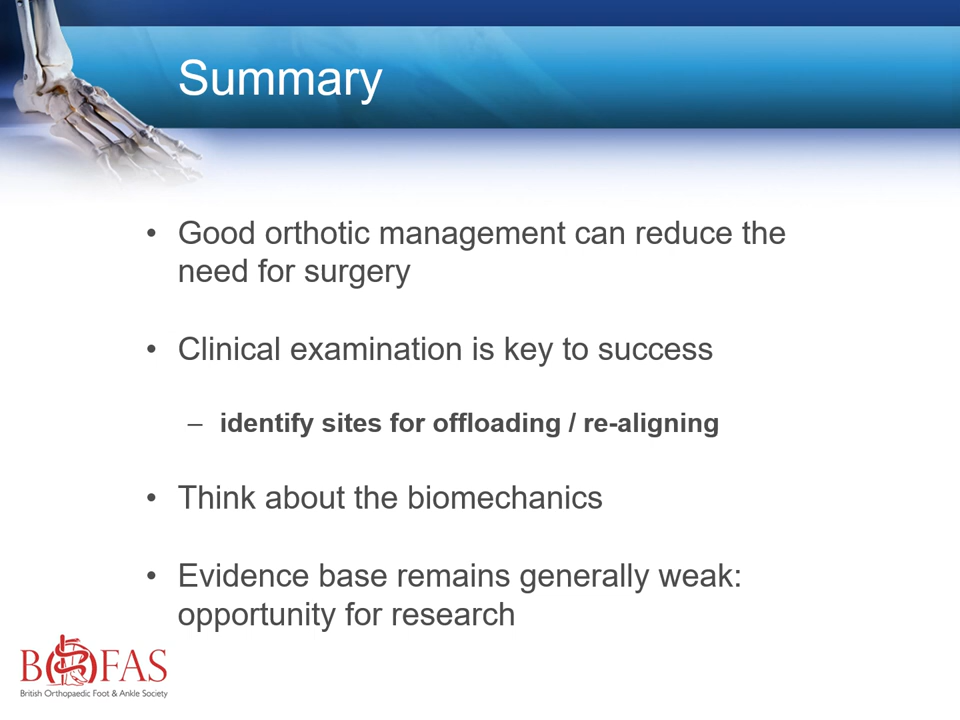 Summary
• Good orthotic management can reduce the
need for surgery
• Clinical examination is key to success
– identify sites for offloading / re-aligning
• Think about the biomechanics
• Evidence base remains generally weak:
opportunity for research
BOFAS
British Orthopaedic Foot & Ankle Society